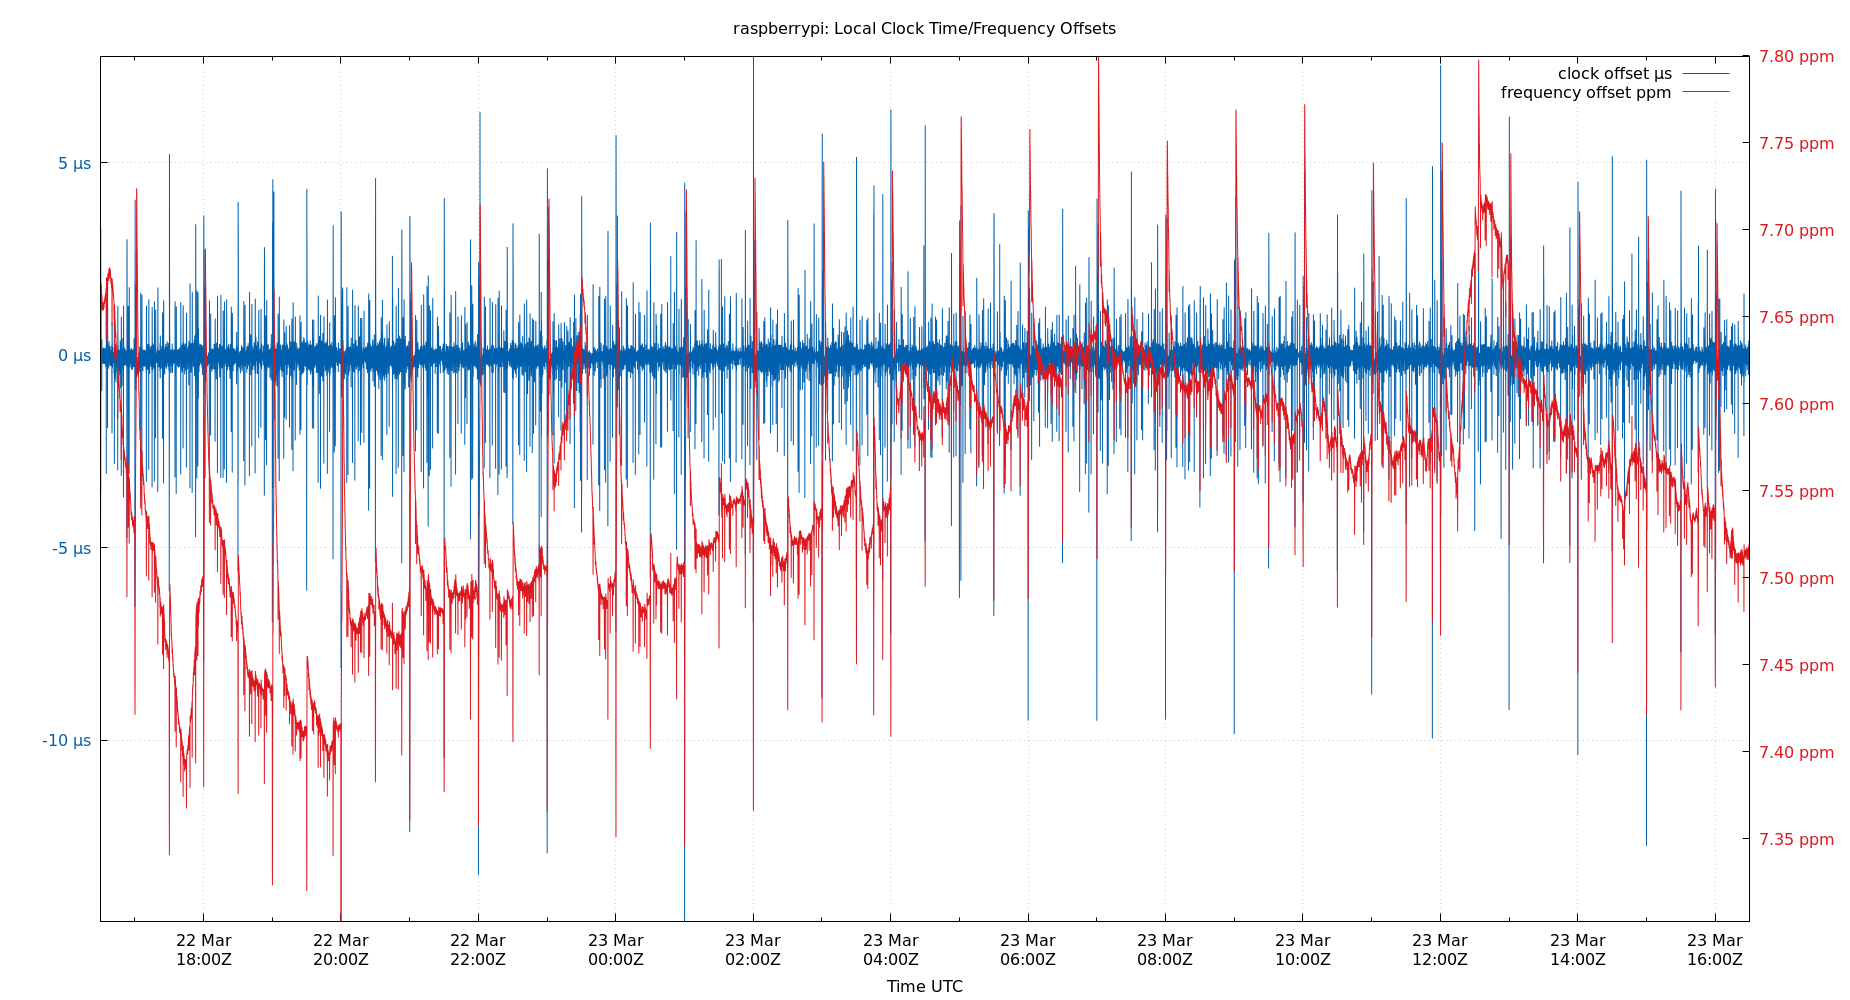 raspberrypi: Local Clock Time/Frequency Offsets
clock offset µs
frequency offset ppm
5 µs
0 µs
-5 µs
-10 µs
7.80 ppm
7.75 ppm
7.70 ppm
7.65 ppm
7.60 ppm
7.55 ppm
7.50 ppm
7.45 ppm
7.40 ppm
7.35 ppm
22 Mar 22 Mar 22 Mar 23 Mar 23 Mar 23 Mar 23 Mar 23 Mar 23 Mar 23 Mar 23 Mar 23 Mar
18:00Z 20:00Z 22:00Z 00:00Z 02:00Z 04:00Z 06:00Z 08:00Z 10:00Z 12:00Z 14:00Z 16:00Z
Time UTC